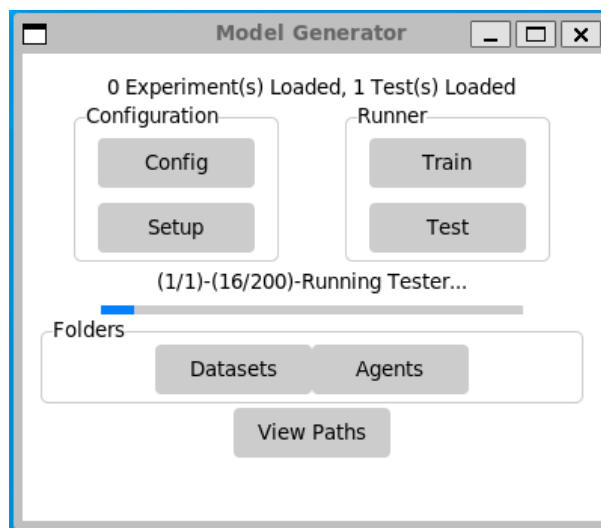 Model Generator
0 Experiment(s) Loaded, 1 Test(s) Loaded
Configuration
Runner
Config
Train
Setup
Test
(1/1)-(16/200)-Running Tester...
Folders
Datasets
Agents
View Paths